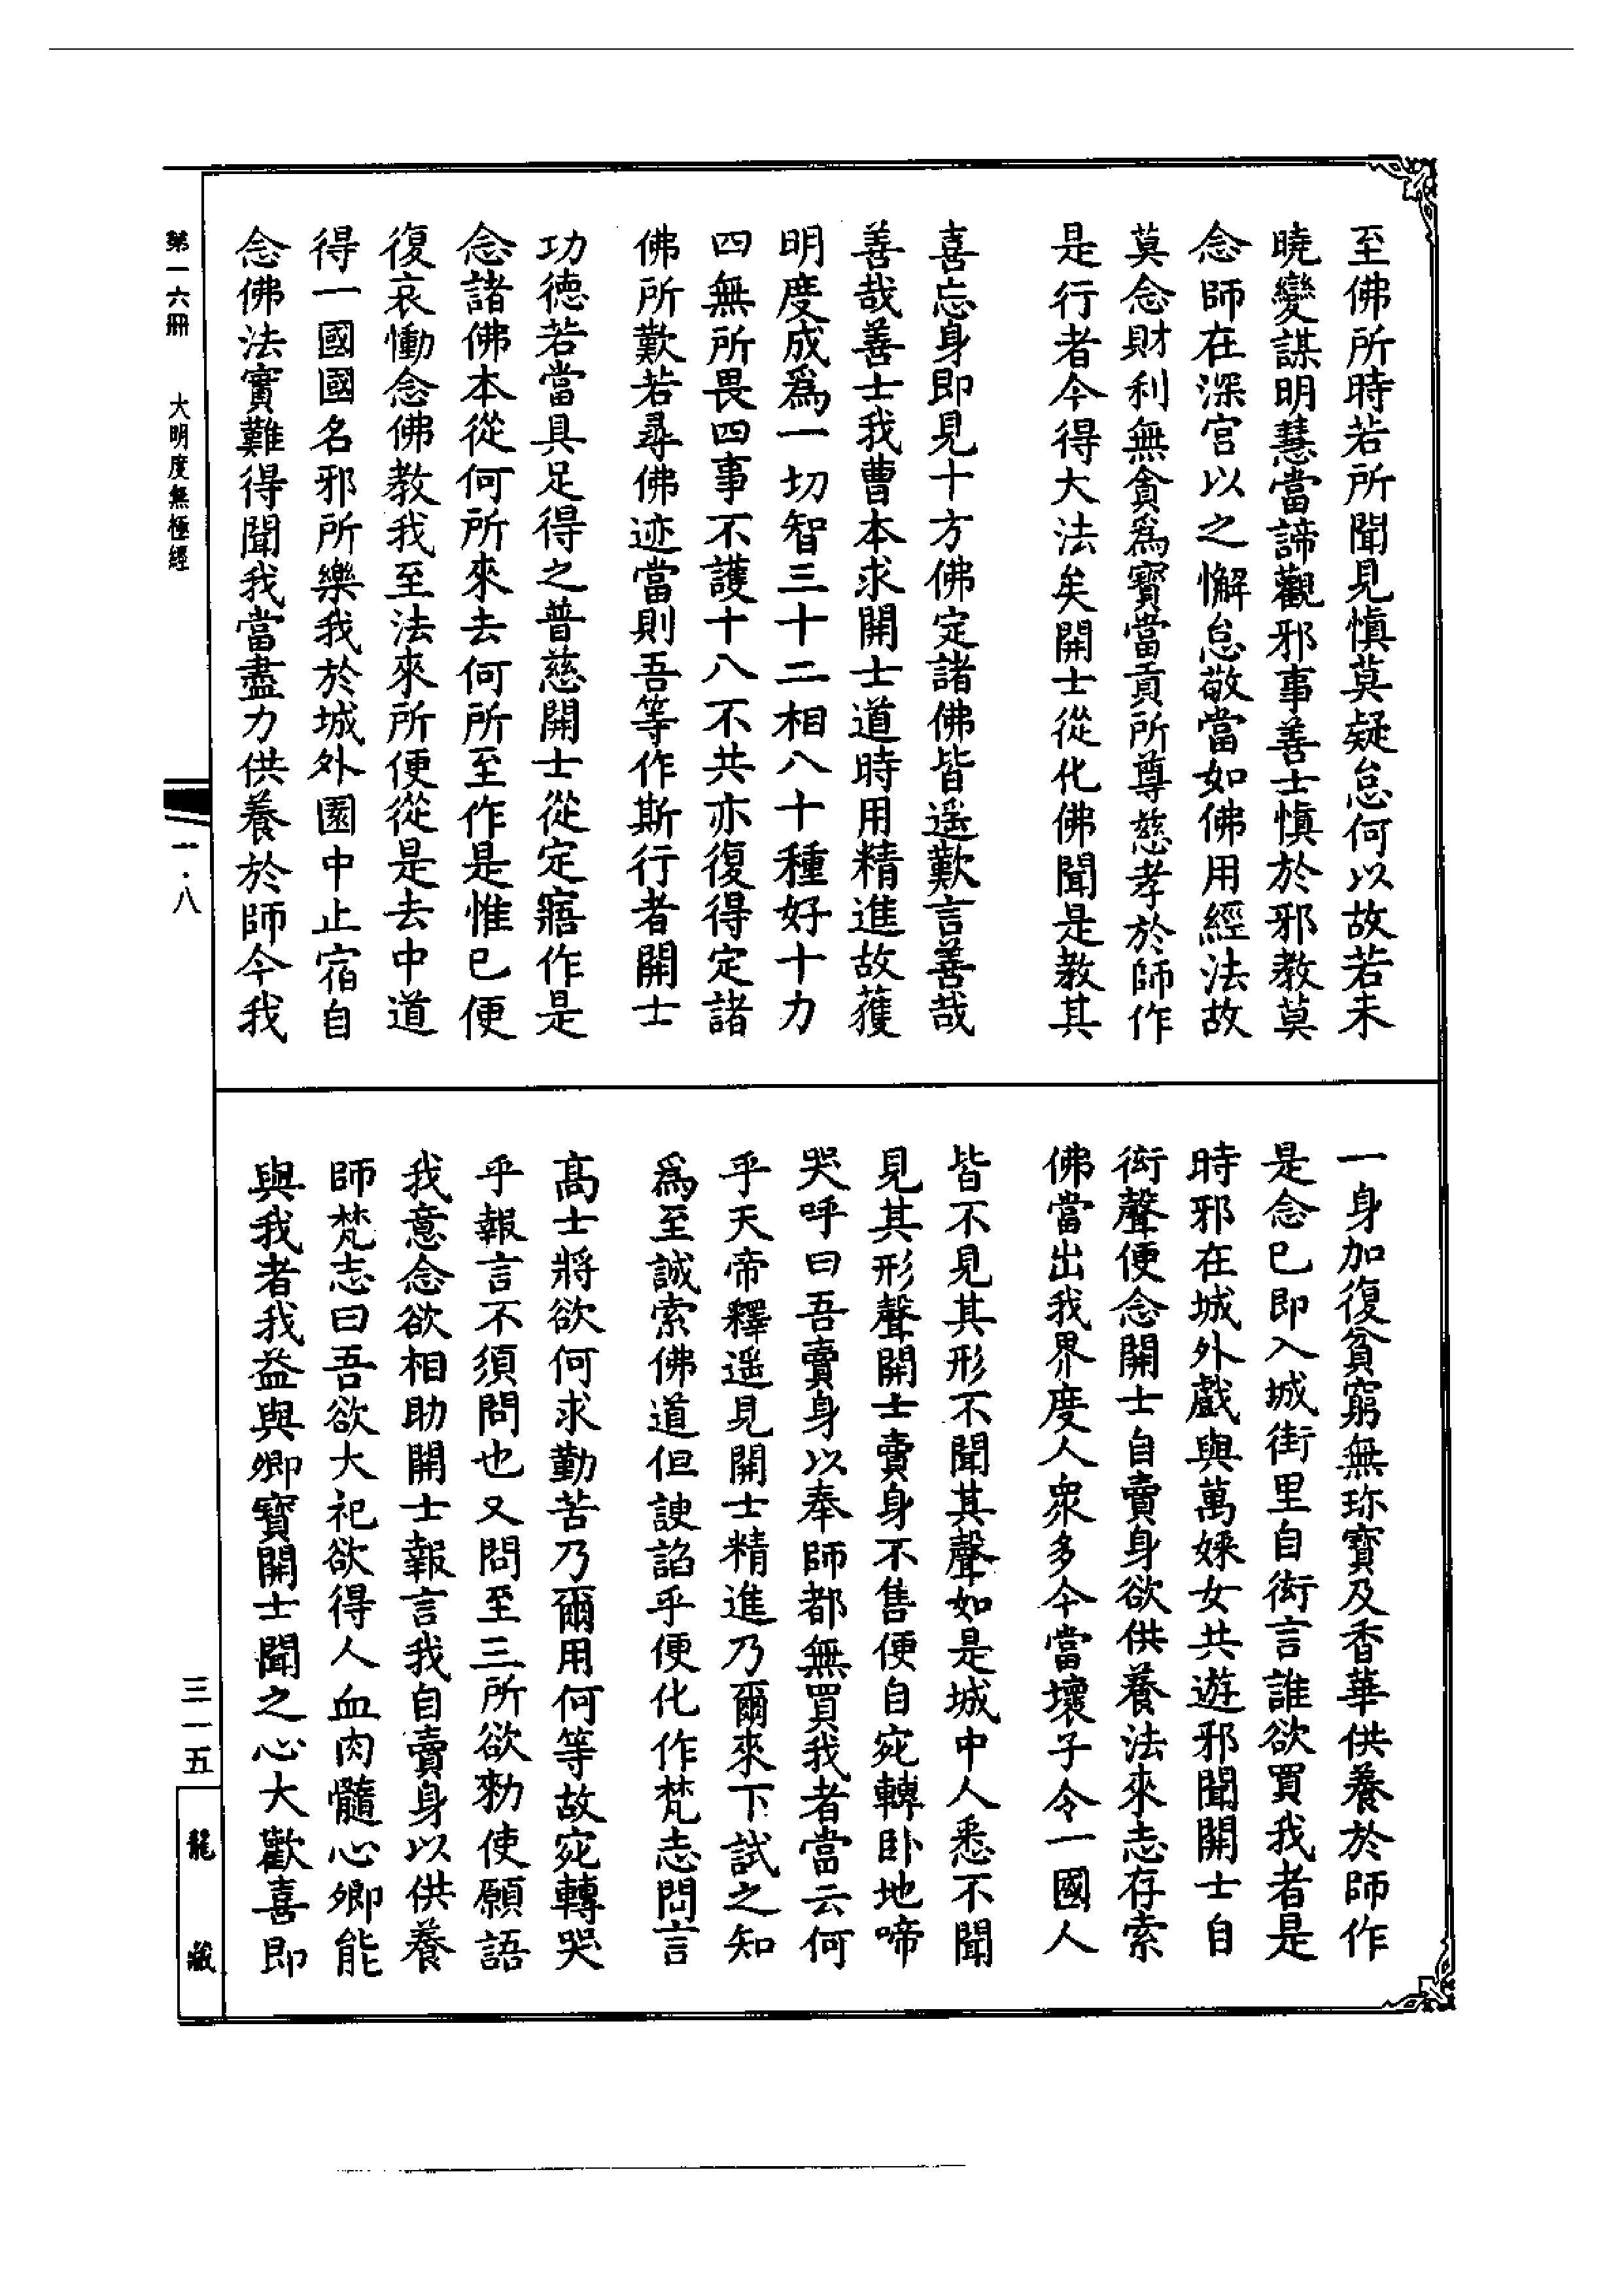 至佛所時若所聞見慎莫疑怠何以故若未
曉變謀明慧當諦觀邪事善士慎於邪教莫
念師在深宫以之懈怠敬當如佛用經法故
莫念財利無貪爲寶當貢所尊慈孝於師作
是行者今得大法矣開士從化佛聞是教其
喜忘身即見十方佛定諸佛皆遥歎言善哉
善哉善士我曹本求開士道時用精進故獲
明度成爲一切智三十二相八十種好十力
四無所畏四事不護十八不共亦復得定諸
佛所歎若尋佛迹當則吾等作斯行者開士
功德若當具足得之普慈開士從定寤作是
念諸佛本從何所來去何所至作是惟已便
復哀慟念佛教我至法來所便從是去中道
得一國國名邪所樂我於城外園中止宿自
念佛法實難得聞我當盡力供養於師今我
一身加復貧窮無珎寶及香華供養於師作
是念已即入城街里自衒言誰欲買我者是
時邪在城外戲與萬婇女共遊邪聞開士自
衒聲便念開士自賣身欲供養法來志存索
佛當出我界度人衆多今當壞子令一國人
皆不見其形不聞其聲如是城中人悉不聞
見其形聲開士賣身不售便自宛轉卧地啼
哭呼曰吾賣身以奉師都無買我者當云何
乎天帝釋遥見開士精進乃爾來下試之知
爲至誠索佛道但諛諂乎便化作梵志問言
高士將欲何求勤苦乃爾用何等故宛轉哭
乎報言不須問也又問至三所欲勑使願語
我意念欲相助開士報言我自賣身以供養
師梵志曰吾欲大祀欲得人血肉髓心卿能
與我者我益與卿寶開士聞之心大歡喜即
第一六册 大明度無極經
一·八
三一五
龍藏